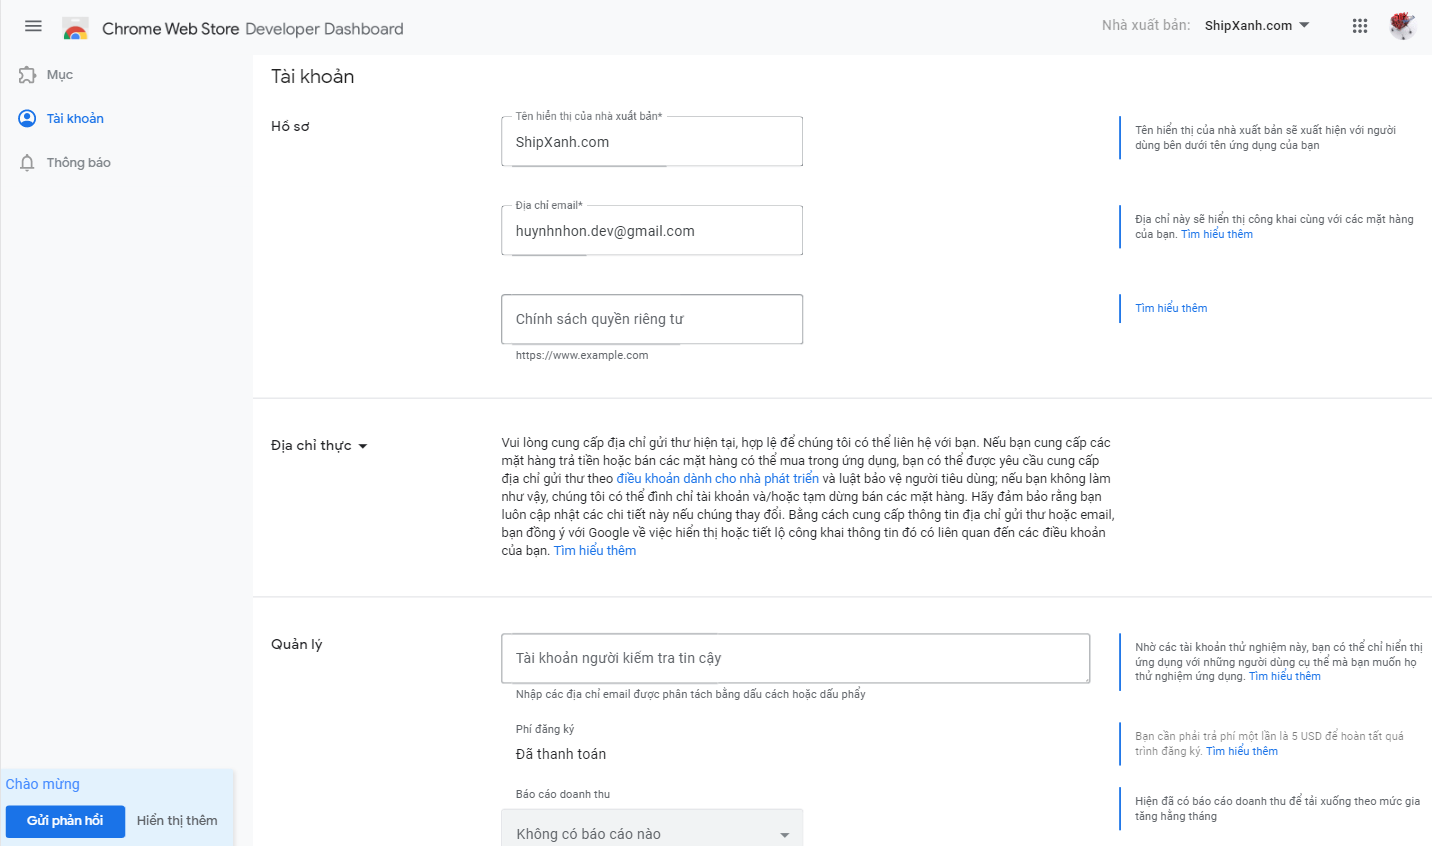 Chrome Web Store Developer Dashboard
Nhà xuất bản: ShipXanh.com
Mục
Tài khoản
Thông báo
Tài khoản
Hồ sơ
Tên hiển thị của nhà xuất bản*
ShipXanh.com
Tên hiển thị của nhà xuất bản sẽ xuất hiện với người
dùng bên dưới tên ứng dụng của bạn
Địa chỉ email*
huynhnhon.dev@gmail.com
Địa chỉ này sẽ hiển thị công khai cùng với các mặt hàng
của bạn. Tìm hiểu thêm
Chính sách quyền riêng tư
https://www.example.com
Tìm hiểu thêm
Địa chỉ thực
Vui lòng cung cấp địa chỉ gửi thư hiện tại, hợp lệ để chúng tôi có thể liên hệ với bạn. Nếu bạn cung cấp các
mặt hàng trả tiền hoặc bán các mặt hàng có thể mua trong ứng dụng, bạn có thể được yêu cầu cung cấp
địa chỉ gửi thư theo điều khoản dành cho nhà phát triển và luật bảo vệ người tiêu dùng; nếu bạn không làm
như vậy, chúng tôi có thể đình chỉ tài khoản và/hoặc tạm dừng bán các mặt hàng. Hãy đảm bảo rằng bạn
luôn cập nhật các chi tiết này nếu chúng thay đổi. Bằng cách cung cấp thông tin địa chỉ gửi thư hoặc email,
bạn đồng ý với Google về việc hiển thị hoặc tiết lộ công khai thông tin đó có liên quan đến các điều khoản
của bạn. Tìm hiểu thêm
Quản lý
Tài khoản người kiểm tra tin cậy
Nhập các địa chỉ email được phân tách bằng dấu cách hoặc dấu phẩy
Nhờ các tài khoản thử nghiệm này, bạn có thể chỉ hiển thị
ứng dụng với những người dùng cụ thể mà bạn muốn họ
thử nghiệm ứng dụng. Tìm hiểu thêm
Phí đăng ký
Đã thanh toán
Bạn cần phải trả phí một lần là 5 USD để hoàn tất quá
trình đăng ký. Tìm hiểu thêm
Báo cáo doanh thu
Không có báo cáo nào
Hiện đã có báo cáo doanh thu để tải xuống theo mức gia
tăng hằng tháng
Chào mừng
Gửi phản hồi
Hiển thị thêm